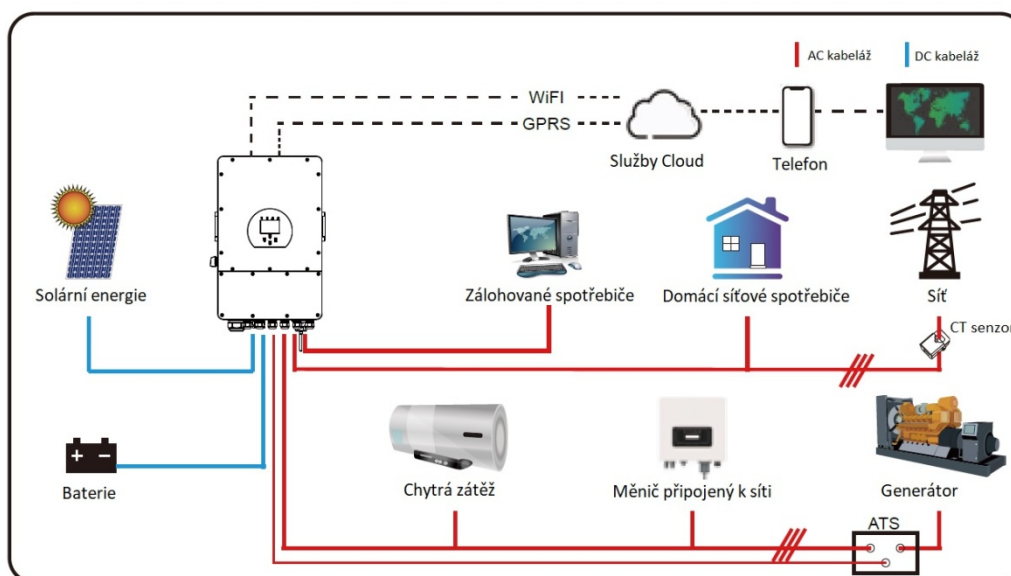 AC kabeláž
DC kabeláž
WiFI
GPRS
Služby Cloud
Telefon
Solární energie
Zálohované spotřebiče
Domácí síťové spotřebiče
Síť
CT senzor
Baterie
Chytrá zátěž
Měnič připojený k síti
Generátor
ATS